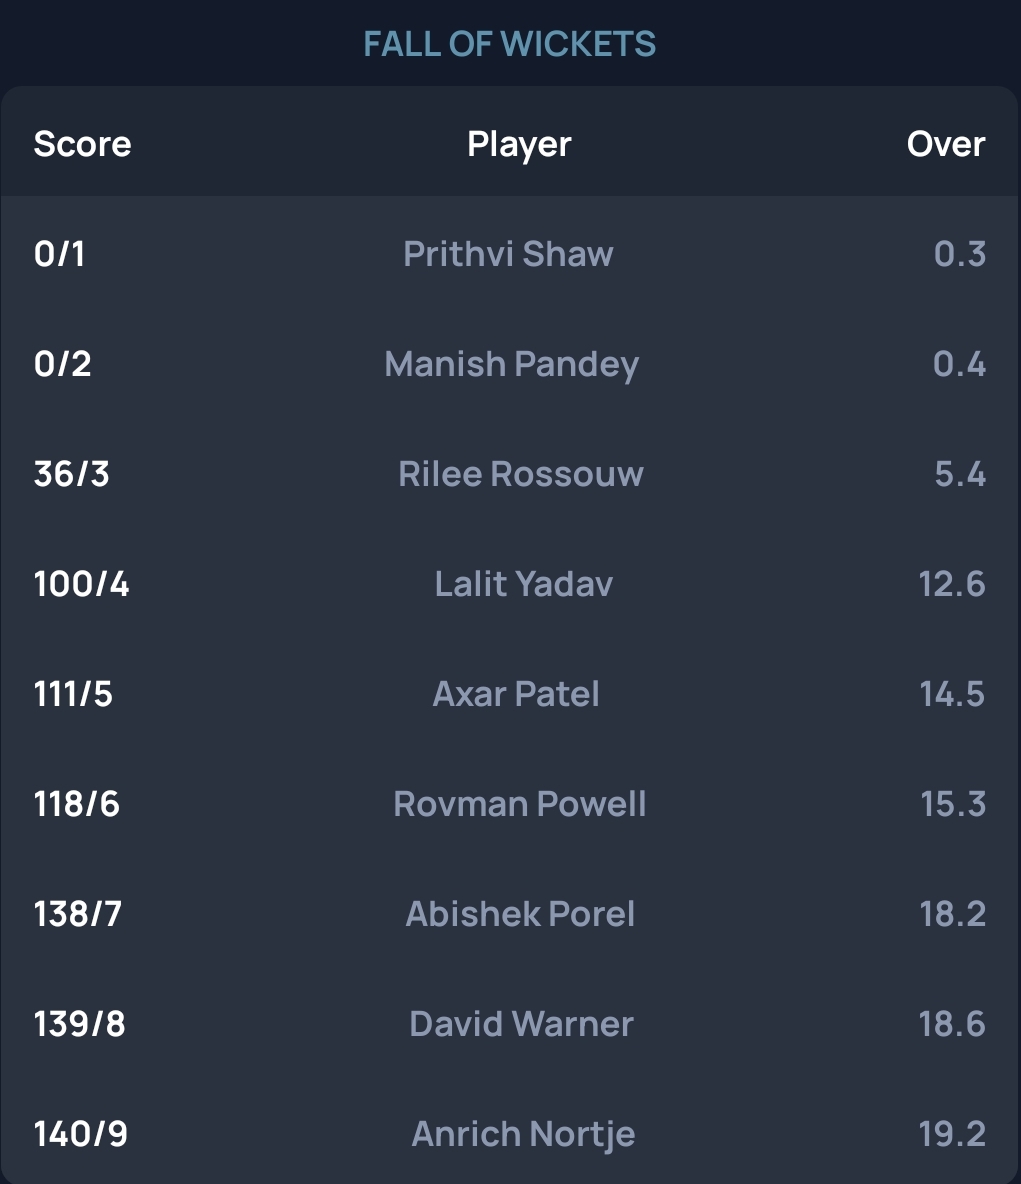 FALL OF WICKETS
Score Player Over
0/1 Prithvi Shaw 0.3
0/2 Manish Pandey 0.4
36/3 Rilee Rossouw 5.4
100/4 Lalit Yadav 12.6
111/5 Axar Patel 14.5
118/6 Rovman Powell 15.3
138/7 Abishek Porel 18.2
139/8 David Warner 18.6
140/9 Anrich Nortje 19.2